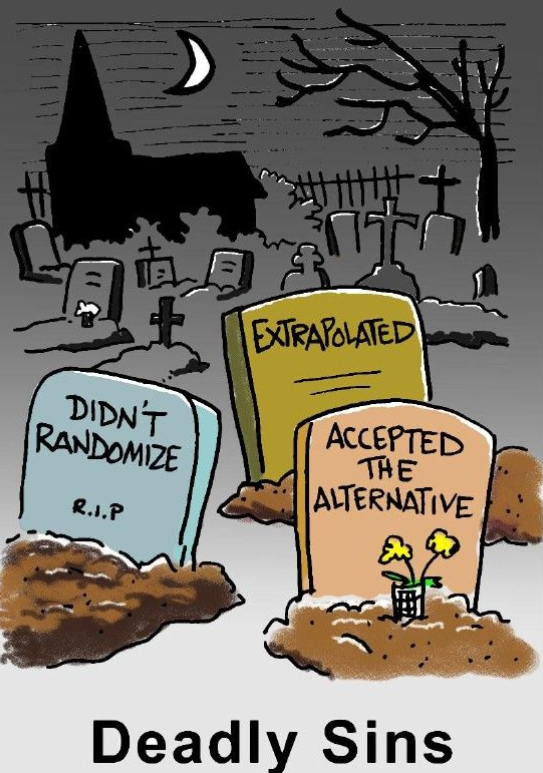 EXTRAPOLATED
DIDN'T
RANDOMIZE
R.I.P
ACCEPTED
THE
ALTERNATIVE
Deadly Sins